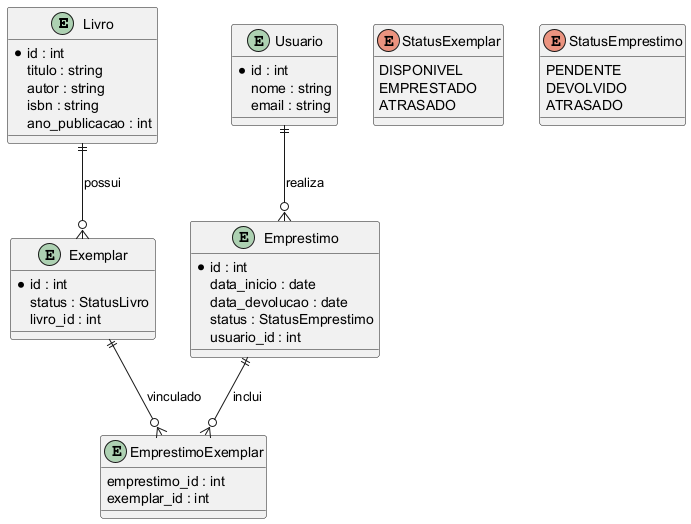 E Livro
id : int
titulo : string
autor : string
isbn : string
ano_publicacao : int
E Usuario
id : int
nome : string
email : string
E StatusExemplar
DISPONIVEL
EMPRESTADO
ATRASADO
E StatusEmprestimo
PENDENTE
DEVOLVIDO
ATRASADO
possui
realiza
E Exemplar
id : int
status : StatusLivro
livro_id : int
E Emprestimo
id : int
data_inicio : date
data_devolucao : date
status : StatusEmprestimo
usuario_id : int
vinculado
inclui
E EmprestimoExemplar
emprestimo_id : int
exemplar_id : int